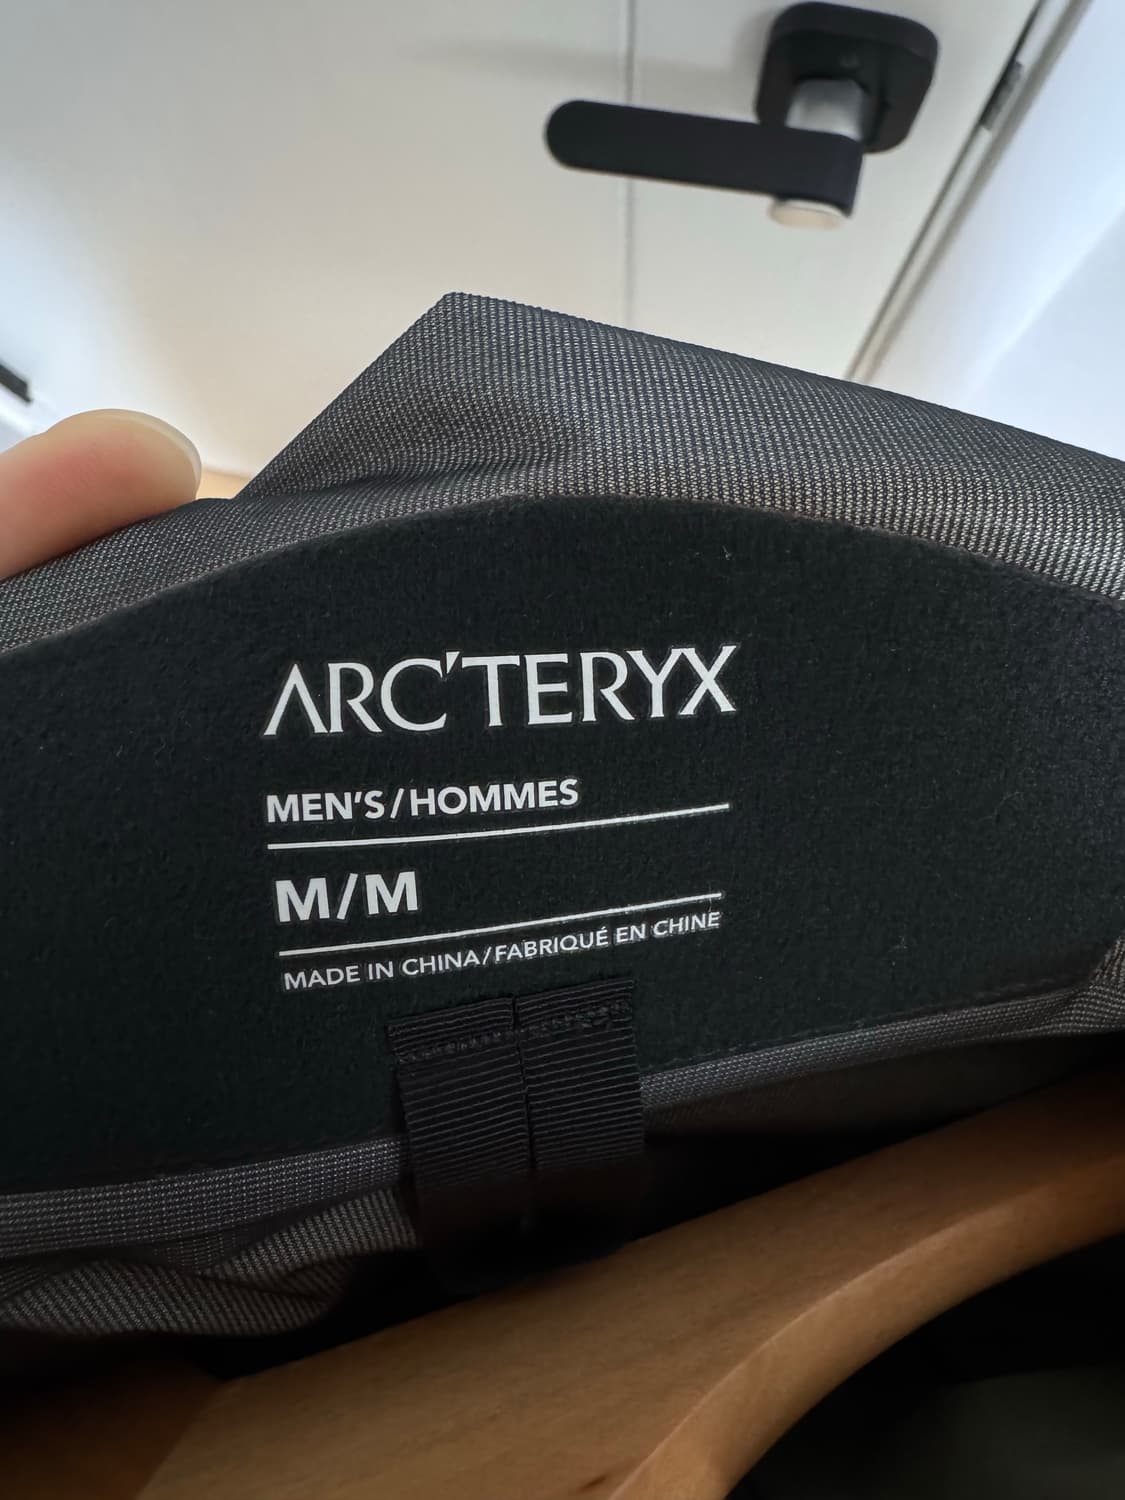 ARC'TERYX
MEN'S/HOMMES
M/M
MADE IN CHINA/FABRIQUÉ EN CHINE